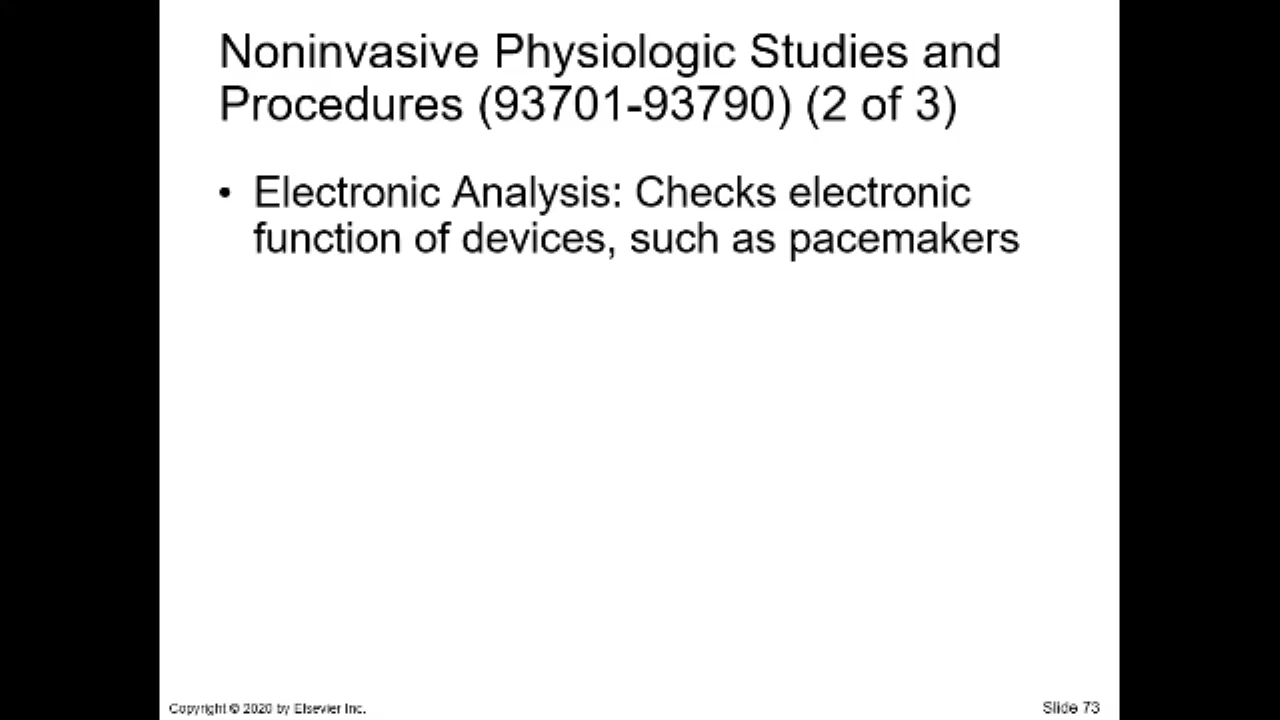 Noninvasive Physiologic Studies and
Procedures (93701-93790) (2 of 3)
• Electronic Analysis: Checks electronic
function of devices, such as pacemakers
Copyright © 2020 by Elsevier Inc.
Slide 73